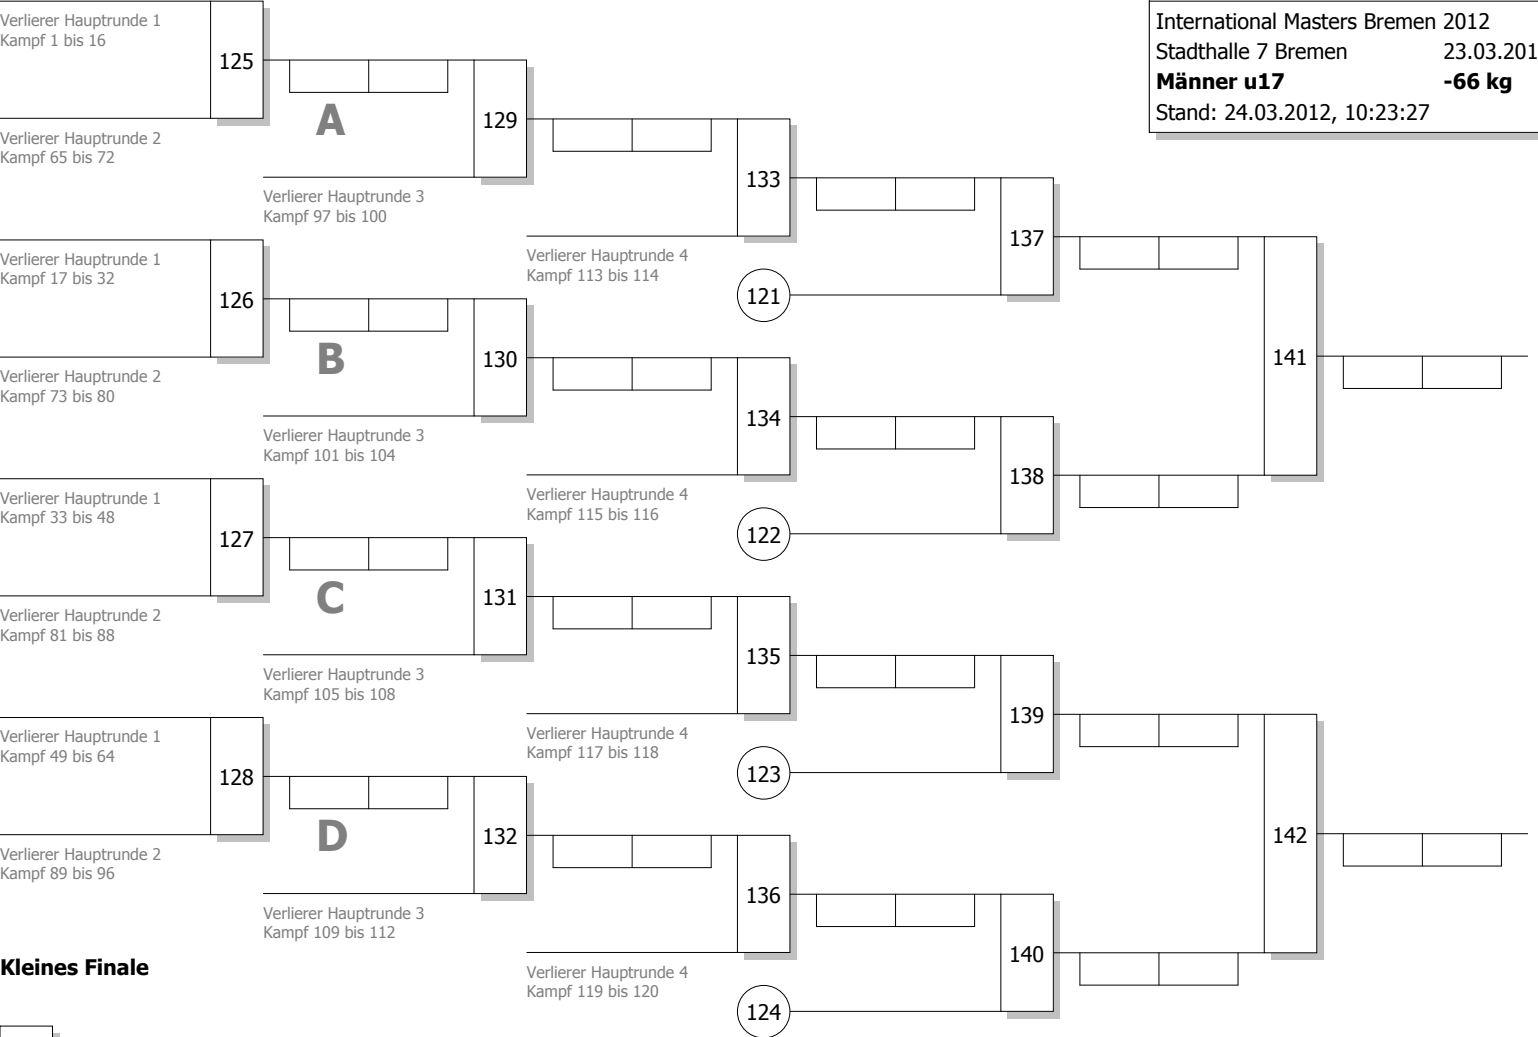 Verlierer Hauptrunde 1
Kampf 1 bis 16
125
Verlierer Hauptrunde 2
Kampf 65 bis 72
A
129
Verlierer Hauptrunde 3
Kampf 97 bis 100
133
Verlierer Hauptrunde 4
Kampf 113 bis 114
121
137
International Masters Bremen 2012
Stadthalle 7 Bremen 23.03.201
Männer u17 -66 kg
Stand: 24.03.2012, 10:23:27
Verlierer Hauptrunde 1
Kampf 17 bis 32
126
Verlierer Hauptrunde 2
Kampf 73 bis 80
B
130
Verlierer Hauptrunde 3
Kampf 101 bis 104
134
Verlierer Hauptrunde 4
Kampf 115 bis 116
122
138
141
Verlierer Hauptrunde 1
Kampf 33 bis 48
127
Verlierer Hauptrunde 2
Kampf 81 bis 88
C
131
Verlierer Hauptrunde 3
Kampf 105 bis 108
135
Verlierer Hauptrunde 4
Kampf 117 bis 118
123
139
Verlierer Hauptrunde 1
Kampf 49 bis 64
128
Verlierer Hauptrunde 2
Kampf 89 bis 96
D
132
Verlierer Hauptrunde 3
Kampf 109 bis 112
136
Verlierer Hauptrunde 4
Kampf 119 bis 120
124
140
142
Kleines Finale